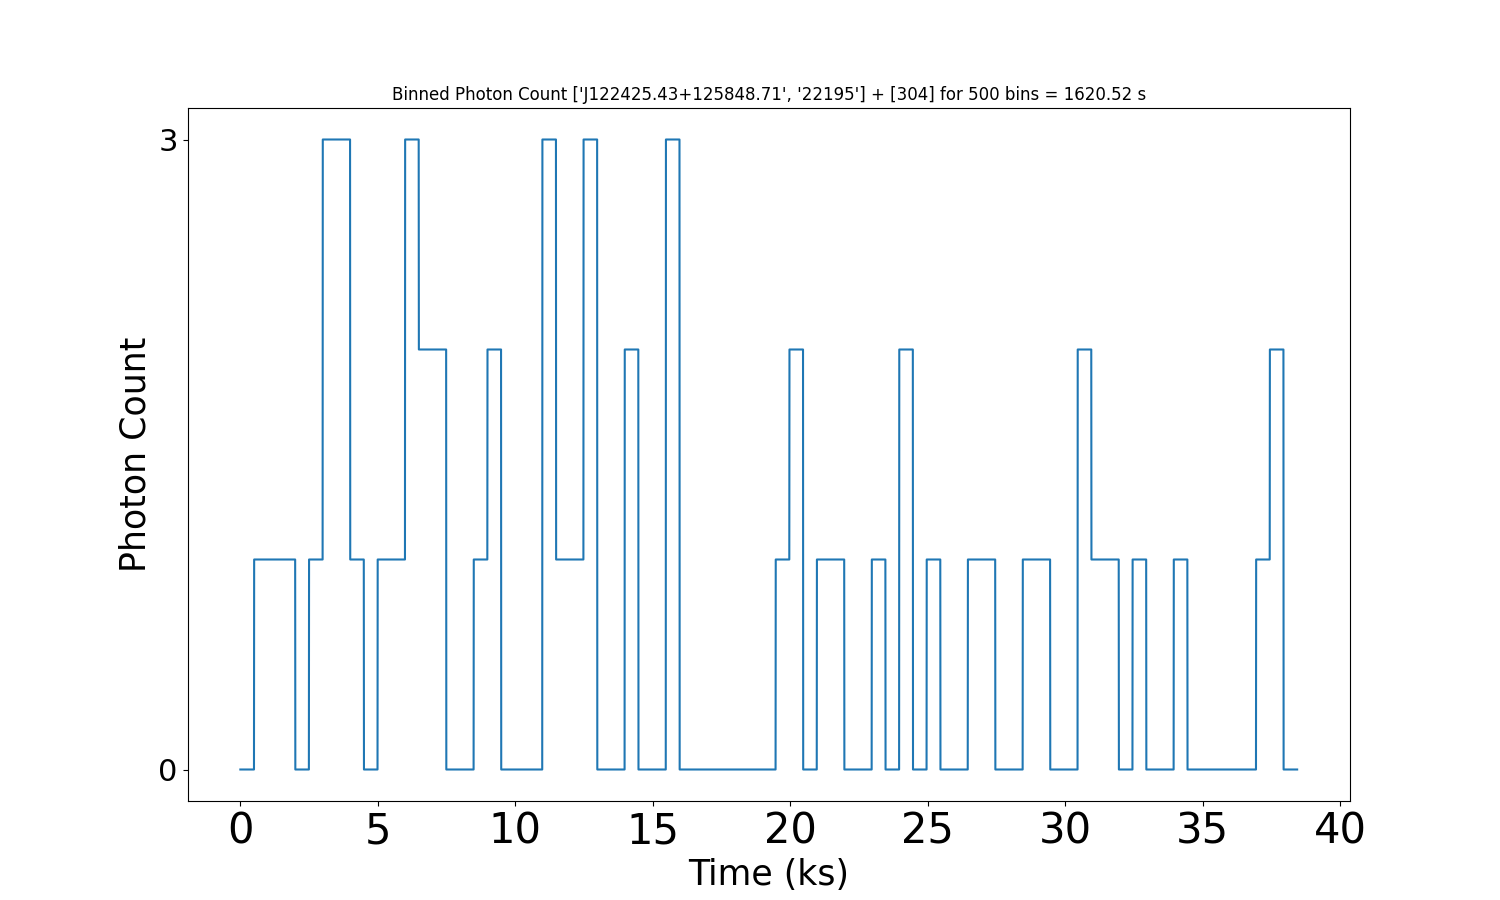 Binned Photon Count ['J122425.43+125848.71', '22195'] + [304] for 500 bins = 1620.52 s
3
Photon Count
0
0 5 10 15 20 25 30 35 40
Time (ks)